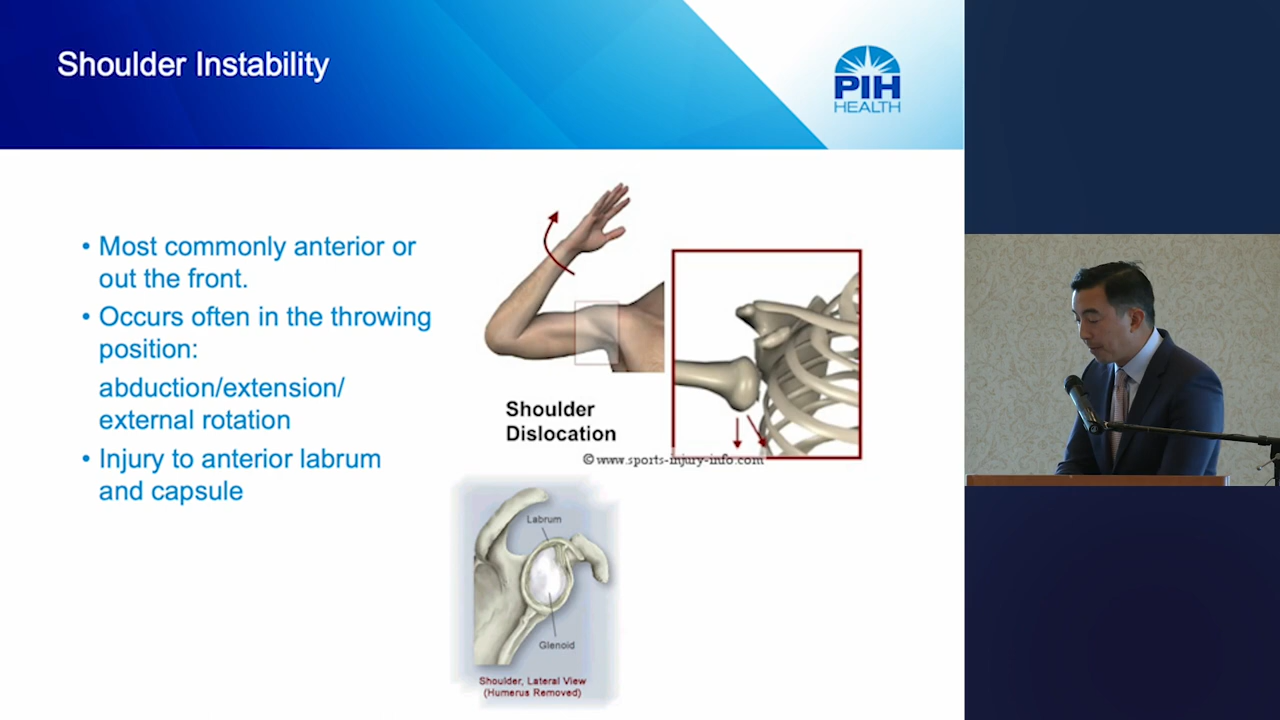 Shoulder Instability
PIH
HEALTH
• Most commonly anterior or
out the front.
• Occurs often in the throwing
position:
abduction/extension/
external rotation
• Injury to anterior labrum
and capsule
Shoulder
Dislocation
© www.sports-injury-info.com
Labrum
Glenoid
Shoulder, Lateral View
(Humerus Removed)